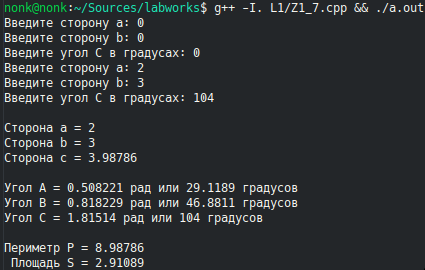 nonk@nonk:~/Sources/labworks$ g++ -I. L1/Z1_7.cpp && ./a.out
Введите сторону a: 0
Введите сторону b: 0
Введите угол C в градусах: 0
Введите сторону a: 2
Введите сторону b: 3
Введите угол C в градусах: 104
Сторона a = 2
Сторона b = 3
Сторона c = 3.98786
Угол A = 0.508221 рад или 29.1189 градусов
Угол B = 0.818229 рад или 46.8811 градусов
Угол C = 1.81514 рад или 104 градусов
Периметр P = 8.98786
Площадь S = 2.91089